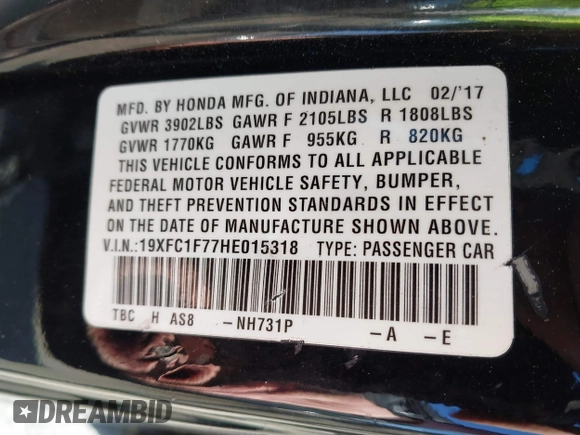 MFD. BY HONDA MFG. OF INDIANA, LLC 02/'17
GVWR 3902LBS GAWR F 2105LBS R 1808LBS
GVWR 1770KG GAWR F 955KG R 820KG
THIS VEHICLE CONFORMS TO ALL APPLICABLE
FEDERAL MOTOR VEHICLE SAFETY, BUMPER,
AND THEFT PREVENTION STANDARDS IN EFFECT
ON THE DATE OF MANUFACTURE SHOWN ABOVE.
V.I.N.:19XFC1F77HE015318 TYPE: PASSENGER CAR
TBC H AS8 -NH731P -A -E
DREAMBID